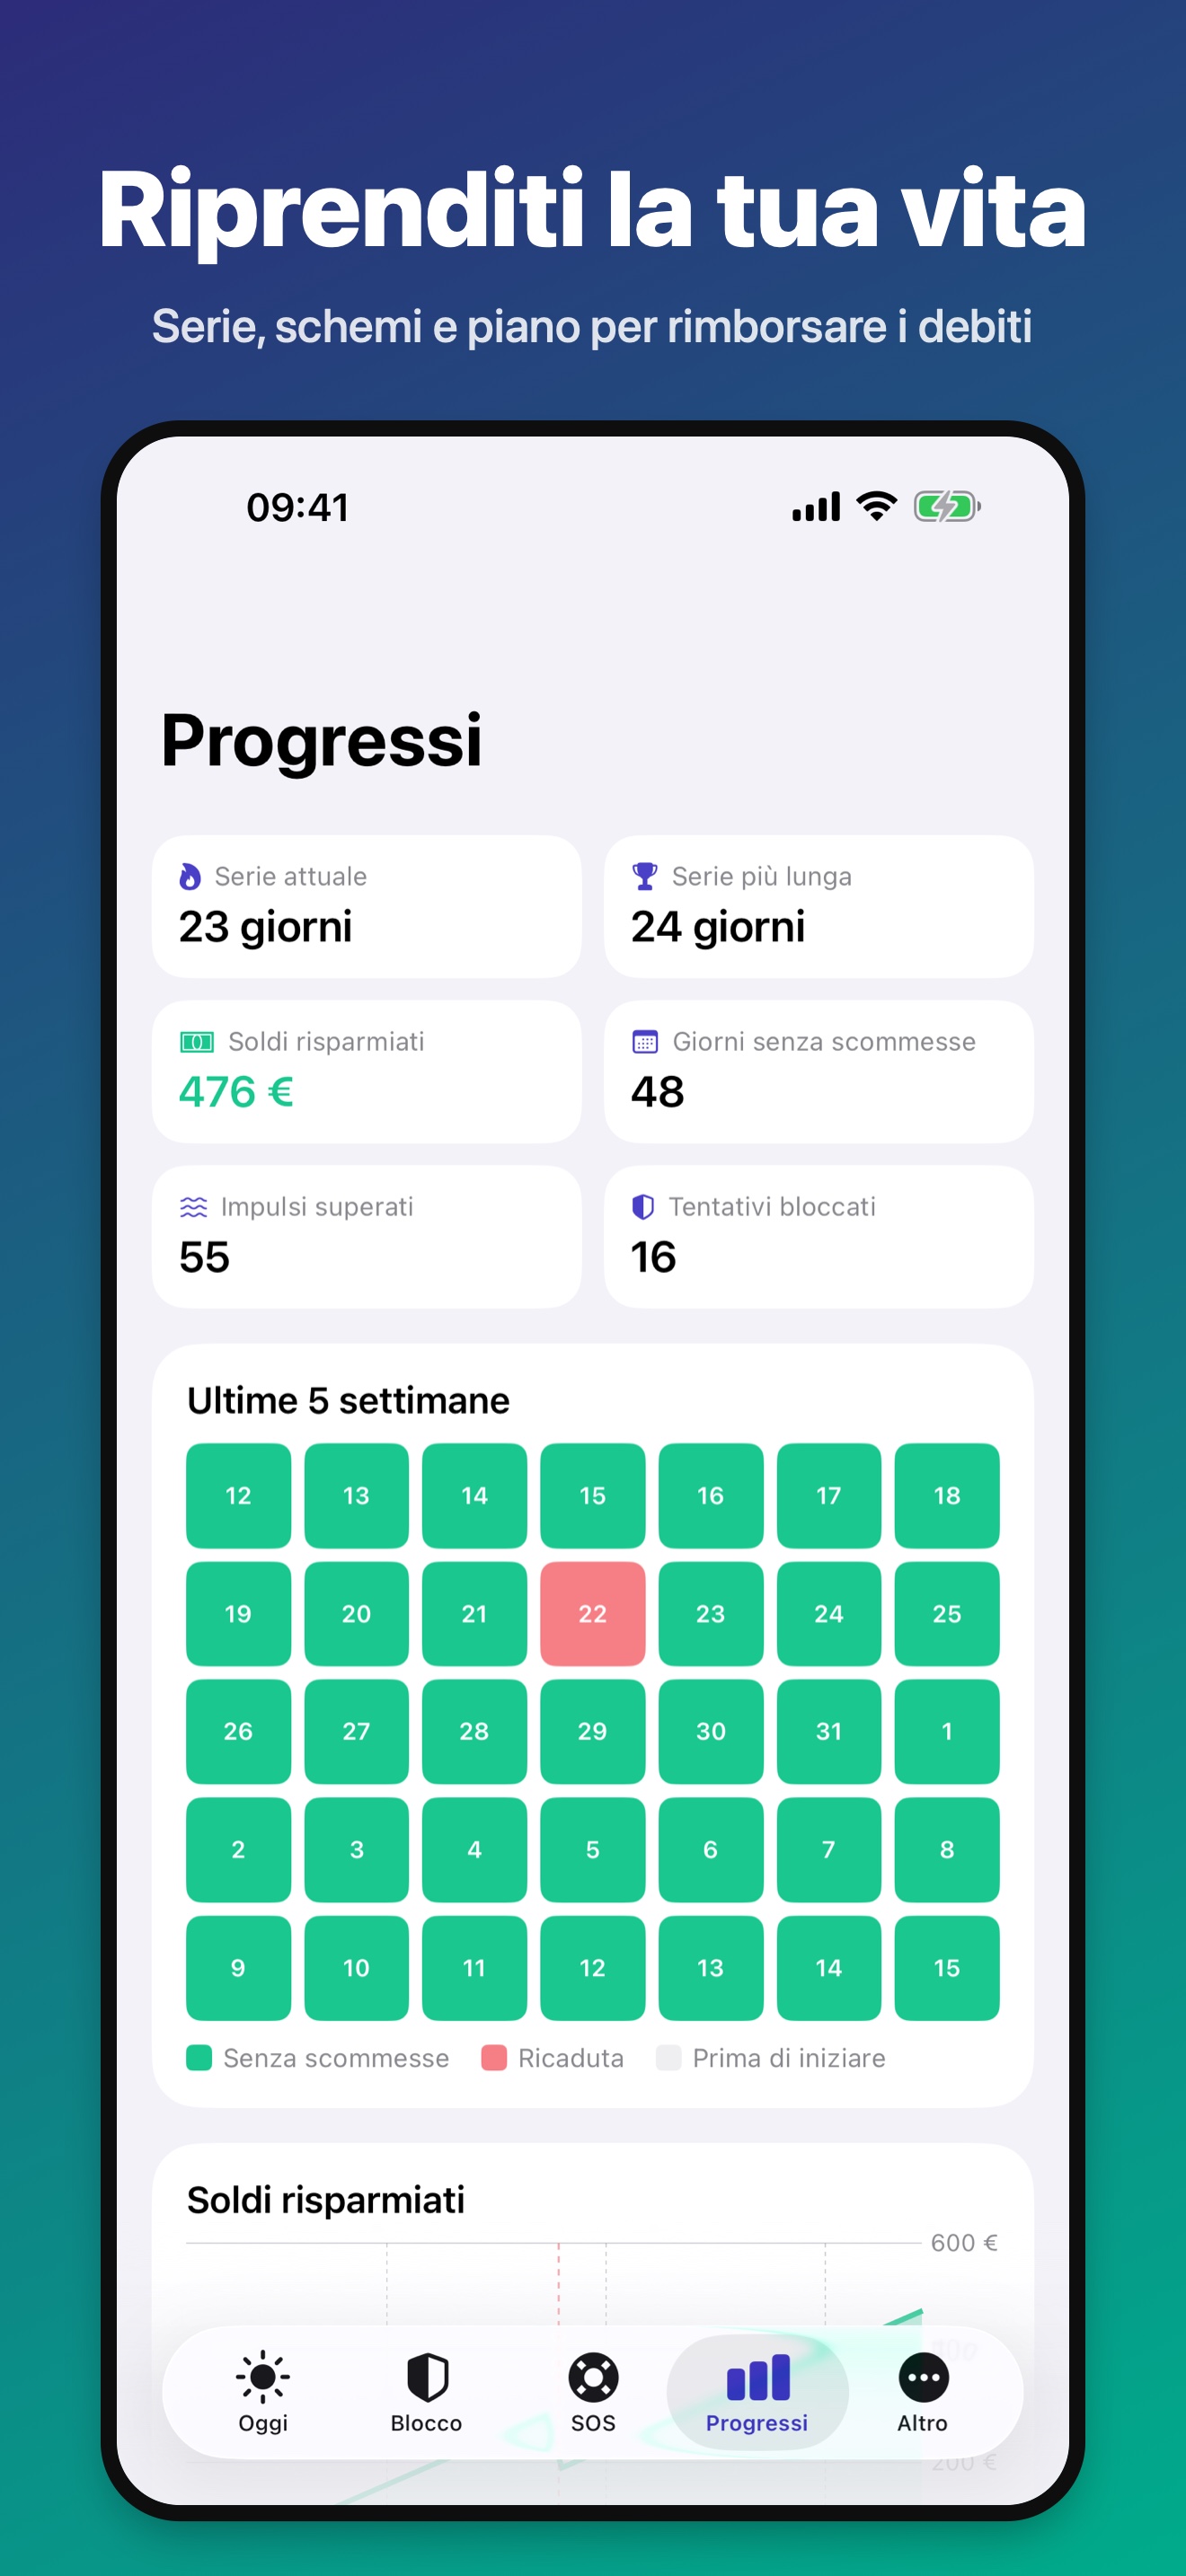 Riprenditi la tua vita
Serie, schemi e piano per rimborsare i debiti
09:41
Progressi
Serie attuale
23 giorni
Serie più lunga
24 giorni
Soldi risparmiati
476 €
Giorni senza scommesse
48
Impulsi superati
55
Tentativi bloccati
16
Ultime 5 settimane
12 13 14 15 16 17 18
19 20 21 22 23 24 25
26 27 28 29 30 31 1
2 3 4 5 6 7 8
9 10 11 12 13 14 15
Senza scommesse Ricaduta Prima di iniziare
Soldi risparmiati
600 €
Oggi Blocco SOS Progressi Altro
200 €